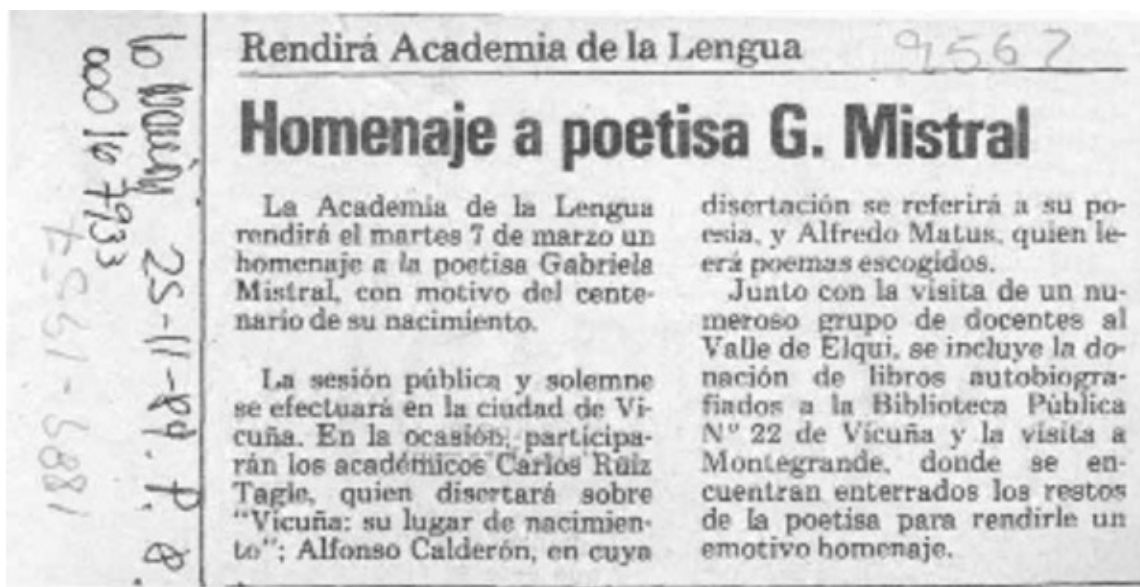 Rendirá Academia de la Lengua
9567
Homenaje a poetisa G. Mistral
La Academia de la Lengua
rendirá el martes 7 de marzo un
homenaje a la poetisa Gabriela
Mistral, con motivo del cente-
nario de su nacimiento.
La sesión pública y solemne
se efectuará en la ciudad de Vi-
cuña. En la ocasión, participa-
rán los académicos Carlos Ruiz
Tagle, quien disertará sobre
"Vicuña: su lugar de nacimien-
to"; Alfonso Calderón, en cuya
disertación se referirá a su po-
esia, y Alfredo Matus, quien le-
erá poemas escogidos.
Junto con la visita de un nu-
meroso grupo de docentes al
Valle de Elqui, se incluye la do-
nación de libros autobiogra-
fiados a la Biblioteca Pública
Nº 22 de Vicuña y la visita a
Montegrande, donde se en-
cuentran enterrados los restos
de la poetisa para rendirle un
emotivo homenaje.
25-11-89. P. 8.
000167933
1889-1957